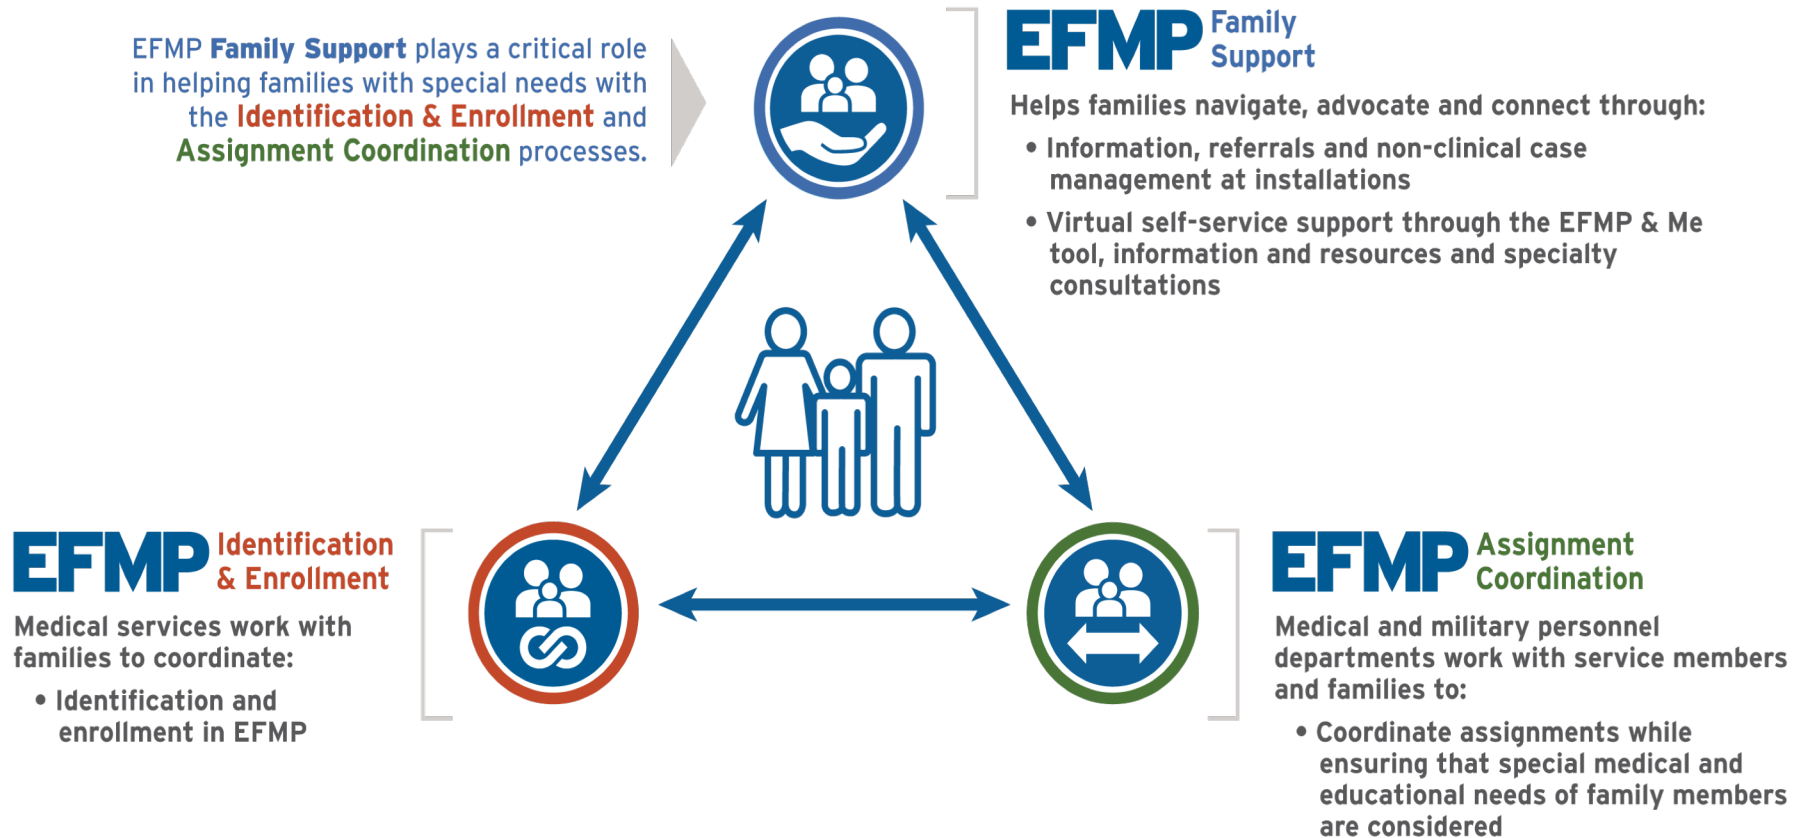 EFMP Family Support plays a critical role
in helping families with special needs with
the Identification & Enrollment and
Assignment Coordination processes.
EFMP Family
Support
Helps families navigate, advocate and connect through:
• Information, referrals and non-clinical case
management at installations
• Virtual self-service support through the EFMP & Me
tool, information and resources and specialty
consultations
EFMP Identification
& Enrollment
Medical services work with
families to coordinate:
• Identification and
enrollment in EFMP
EFMP Assignment
Coordination
Medical and military personnel
departments work with service members
and families to:
• Coordinate assignments while
ensuring that special medical and
educational needs of family members
are considered